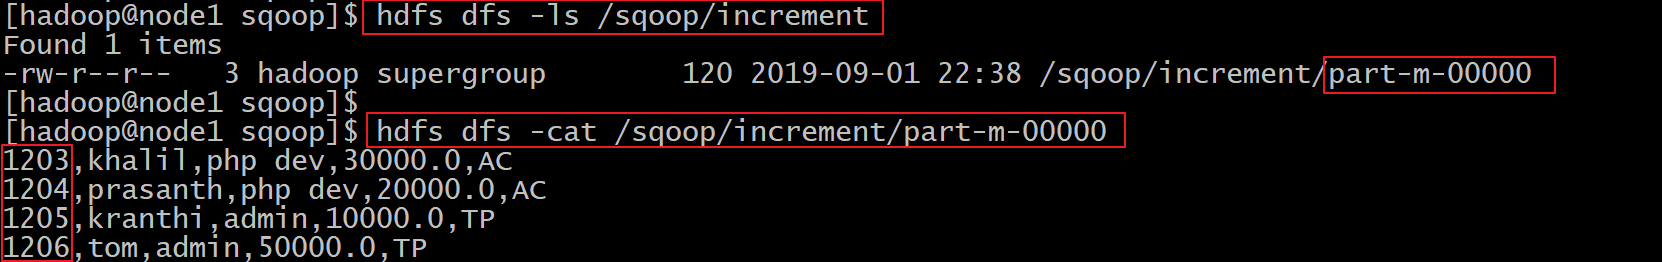 [hadoop@node1 sqoop]$ hdfs dfs -ls /sqoop/increment
Found 1 items
-rw-r--r--   3 hadoop supergroup        120 2019-09-01 22:38 /sqoop/increment/part-m-00000
[hadoop@node1 sqoop]$
[hadoop@node1 sqoop]$ hdfs dfs -cat /sqoop/increment/part-m-00000
1203,khalil,php dev,30000.0,AC
1204,prasanth,php dev,20000.0,AC
1205,kranthi,admin,10000.0,TP
1206,tom,admin,50000.0,TP